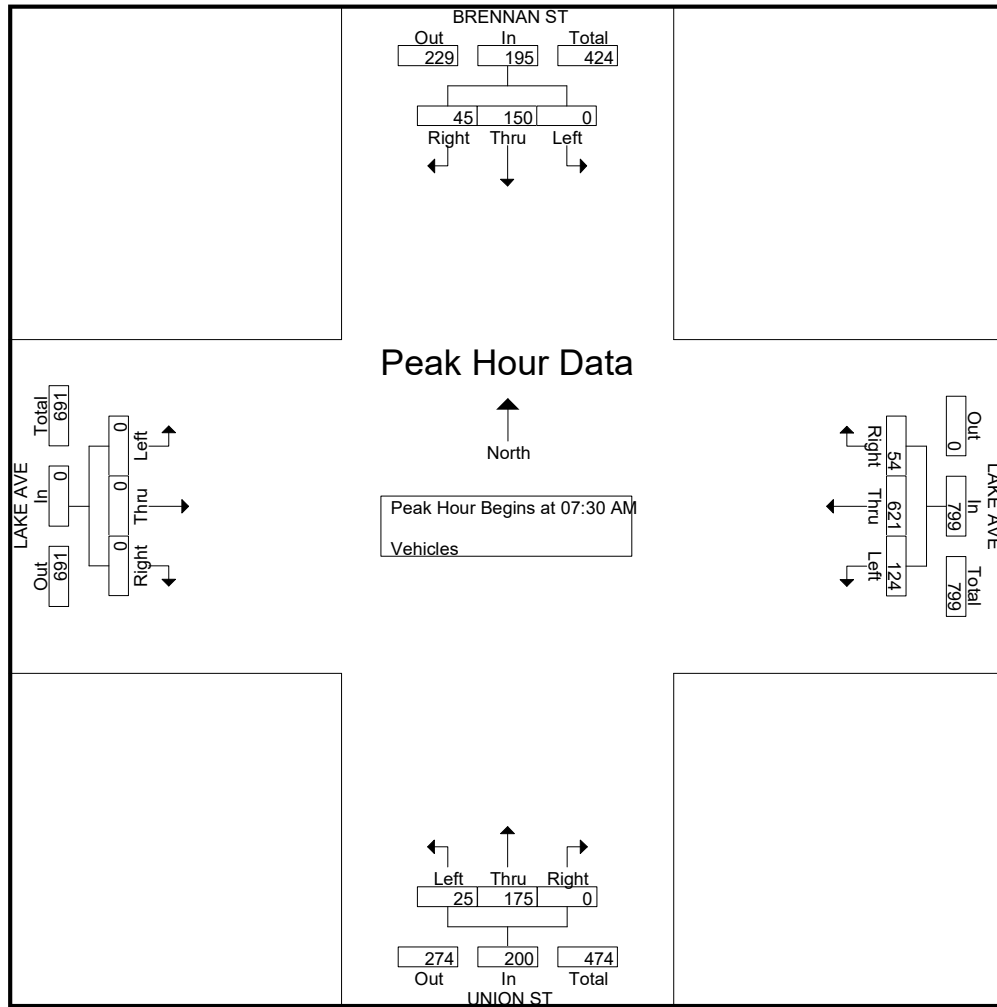 BRENNAN ST
Out In Total
229 195 424
45 150 0
Right Thru Left
Peak Hour Data
North
Peak Hour Begins at 07:30 AM
Vehicles
LAKE AVE
Total In Out
691 0 691
0 0 0
Left Thru Right
LAKE AVE
Out In Total
0 799 799
54 621 124
Right Thru Left
Left Thru Right
25 175 0
274 200 474
Out In Total
UNION ST